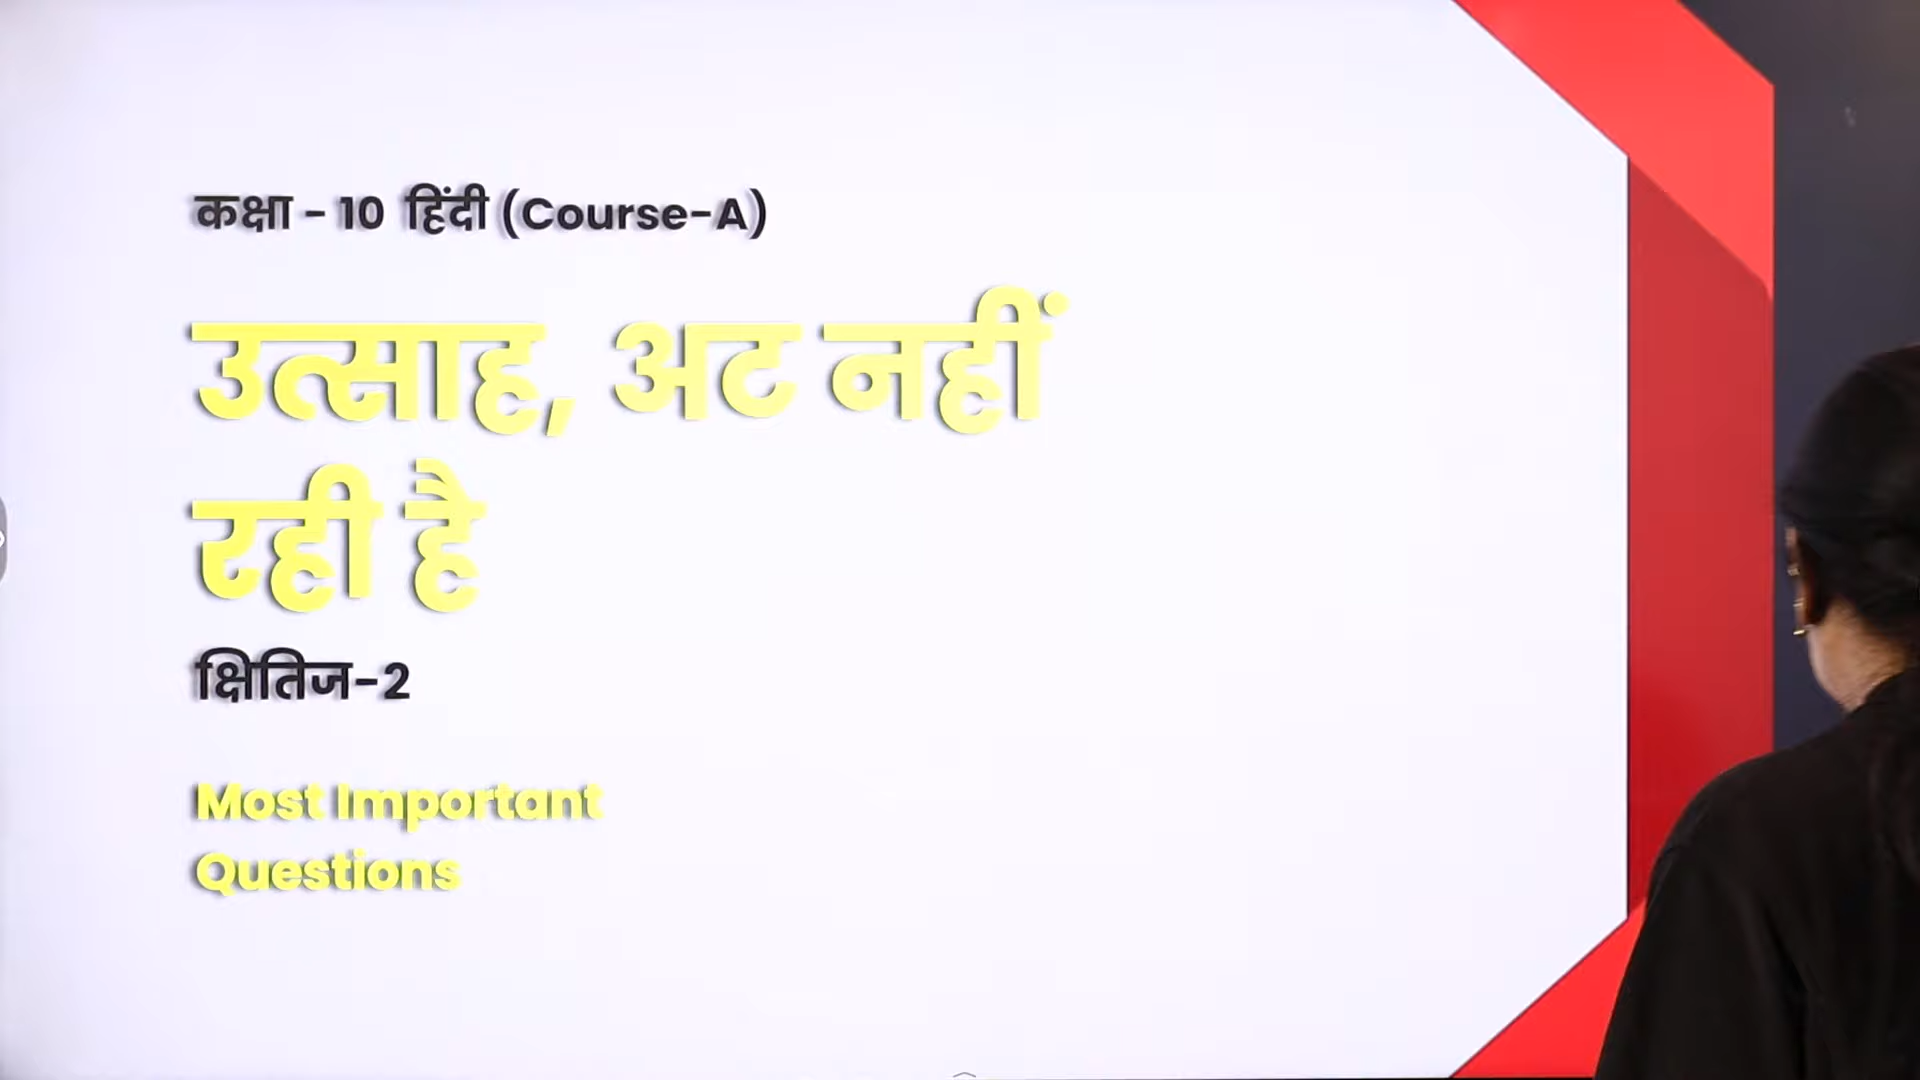 कक्षा - 10 हिंदी (Course-A)
उत्साह, अट नहीं
रही है
क्षितिज-2
Most Important
Questions